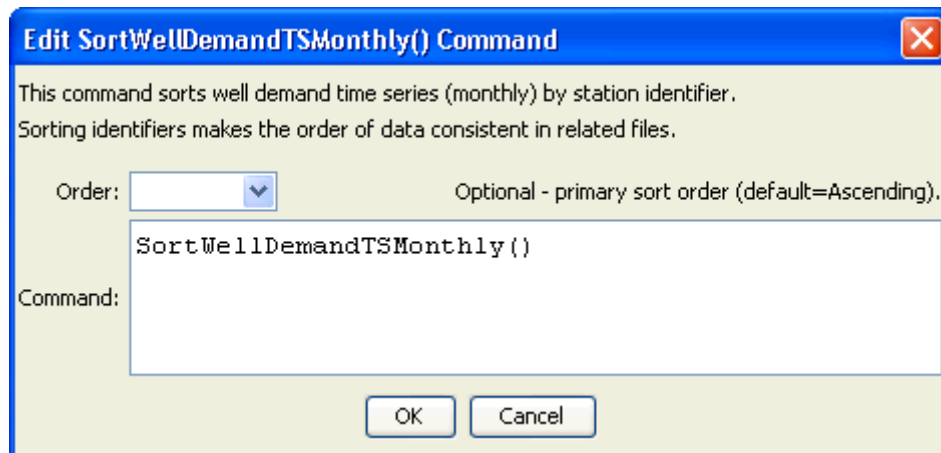 Edit SortWellDemandTSMonthly() Command
This command sorts well demand time series (monthly) by station identifier.
Sorting identifiers makes the order of data consistent in related files.
Order: Optional - primary sort order (default=Ascending).
SortWellDemandTSMonthly()
Command:
OK Cancel